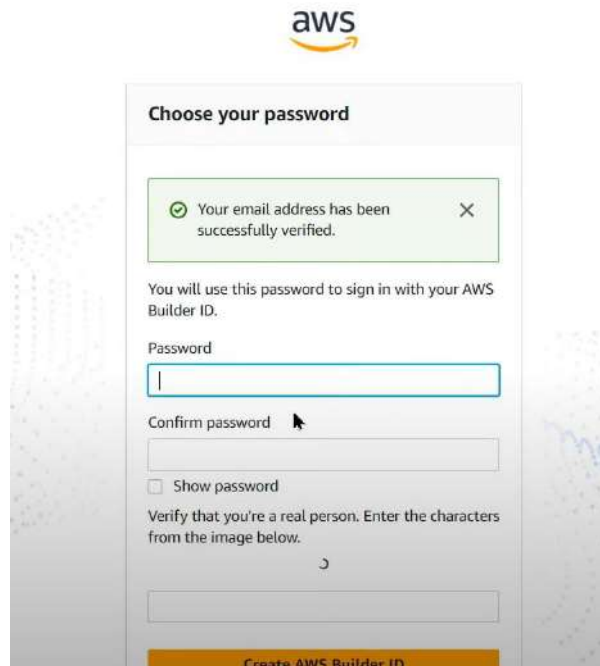 aws
Choose your password
Your email address has been
successfully verified.
You will use this password to sign in with your AWS
Builder ID.
Password
Confirm password
Show password
Verify that you're a real person. Enter the characters
from the image below.
Create AWS Builder ID